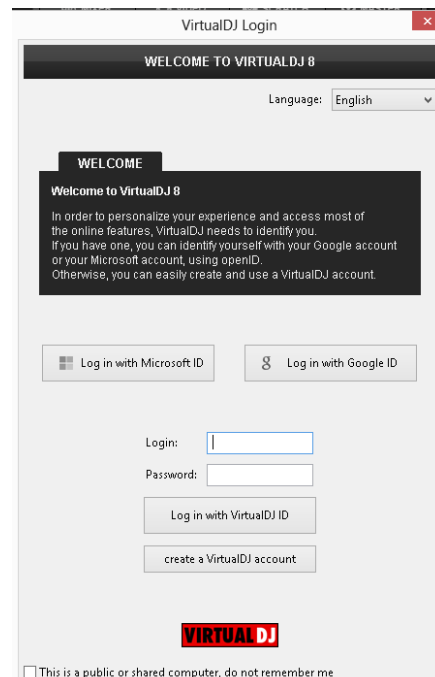 VirtualDJ Login
WELCOME TO VIRTUALDJ 8
Language: English
WELCOME
Welcome to VirtualDJ 8
In order to personalize your experience and access most of
the online features, VirtualDJ needs to identify you.
If you have one, you can identify yourself with your Google account
or your Microsoft account, using openID.
Otherwise, you can easily create and use a VirtualDJ account.
Log in with Microsoft ID
g Log in with Google ID
Login:
Password:
Log in with VirtualDJ ID
create a VirtualDJ account
VIRTUAL DJ
This is a public or shared computer, do not remember me